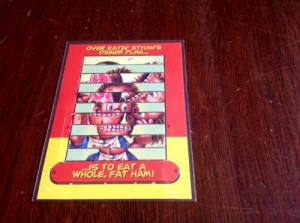 OVER EATIN' ETHAN'S
DINNER PLAN...
...IS TO EAT A
WHOLE, FAT HAM!